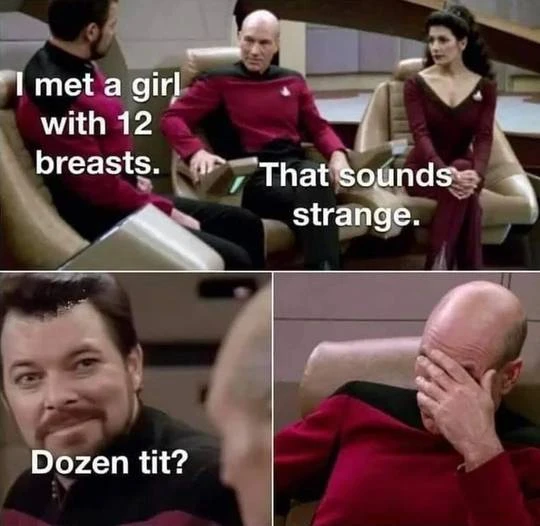 I met a girl
with 12
breasts.
That sounds
strange.
Dozen tit?